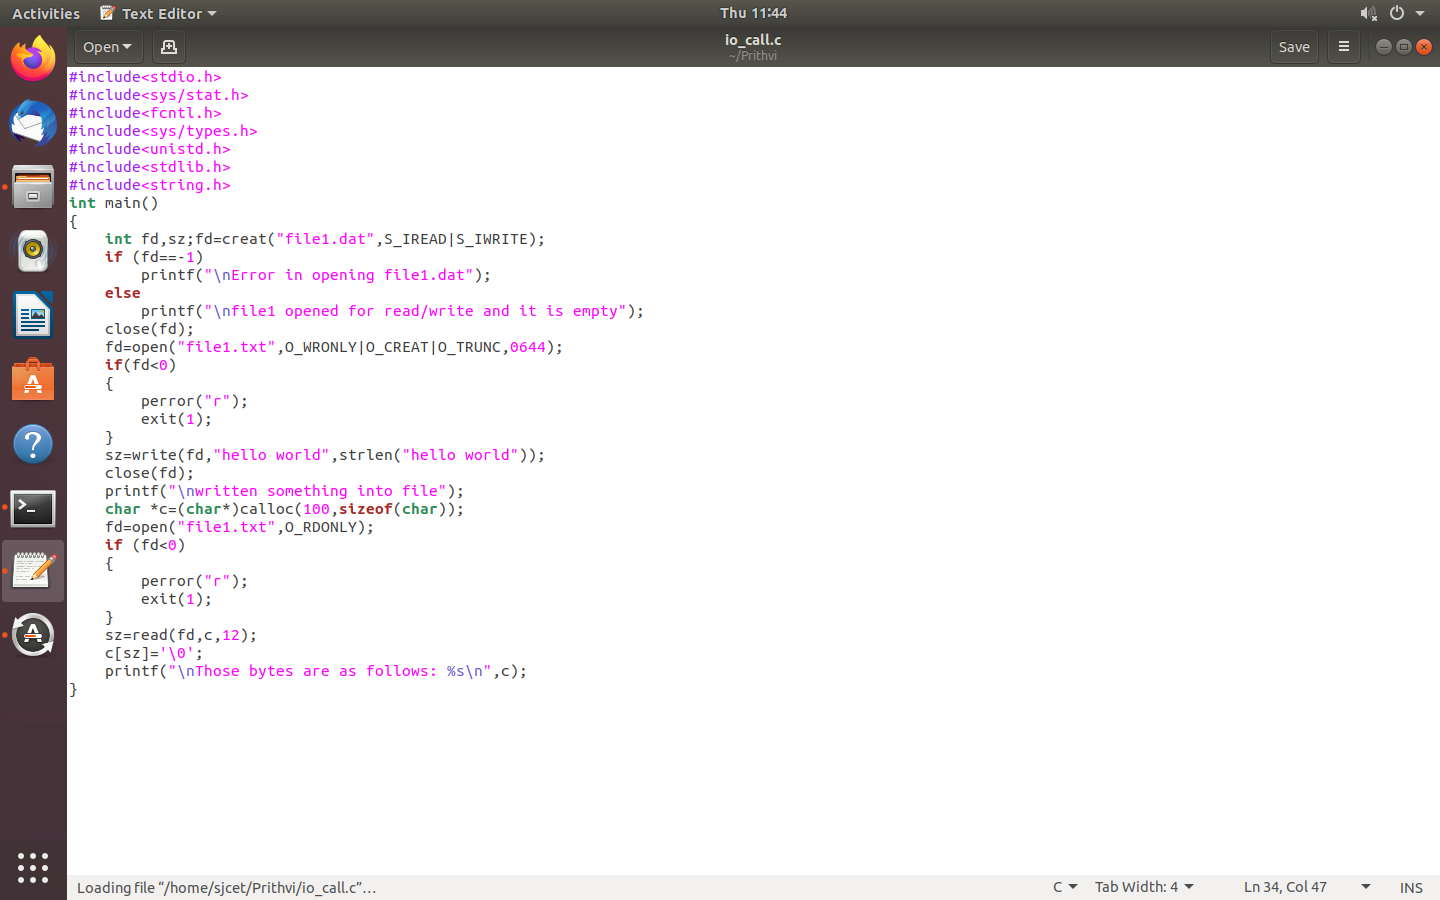 Activities Text Editor Thu 11:44
Open io_call.c Save
~/Prithvi
#include<stdio.h>
#include<sys/stat.h>
#include<fcntl.h>
#include<sys/types.h>
#include<unistd.h>
#include<stdlib.h>
#include<string.h>
int main()
{
    int fd,sz;fd=creat("file1.dat",S_IREAD|S_IWRITE);
    if (fd==-1)
        printf("\nError in opening file1.dat");
    else
        printf("\nfile1 opened for read/write and it is empty");
    close(fd);
    fd=open("file1.txt",O_WRONLY|O_CREAT|O_TRUNC,0644);
    if(fd<0)
    {
        perror("r");
        exit(1);
    }
    sz=write(fd,"hello world",strlen("hello world"));
    close(fd);
    printf("\nwritten something into file");
    char *c=(char*)calloc(100,sizeof(char));
    fd=open("file1.txt",O_RDONLY);
    if (fd<0)
    {
        perror("r");
        exit(1);
    }
    sz=read(fd,c,12);
    c[sz]='\0';
    printf("\nThose bytes are as follows: %s\n",c);
}
Loading file “/home/sjcet/Prithvi/io_call.c”… C Tab Width: 4 Ln 34, Col 47 INS